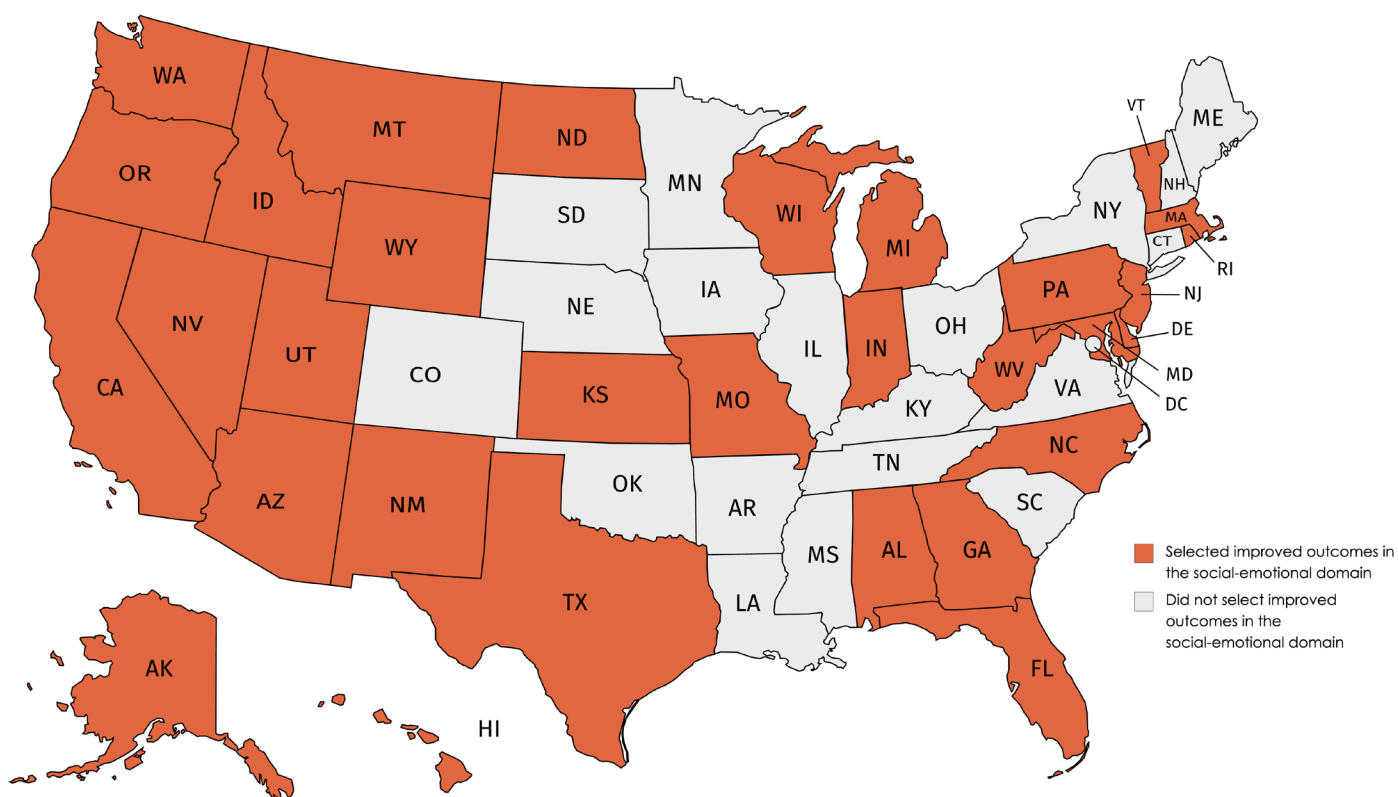 WA
MT
ND
MN
VT
ME
OR
ID
SD
WI
NH
NY
MA
WY
MI
CT
RI
NE
IA
PA
NJ
NV
UT
CO
IL
IN
OH
DE
WV
MD
CA
KS
MO
KY
VA
DC
NC
TN
AZ
NM
OK
AR
SC
MS
AL
GA
Selected improved outcomes in
the social-emotional domain
TX
LA
Did not select improved
outcomes in the
social-emotional domain
AK
FL
HI